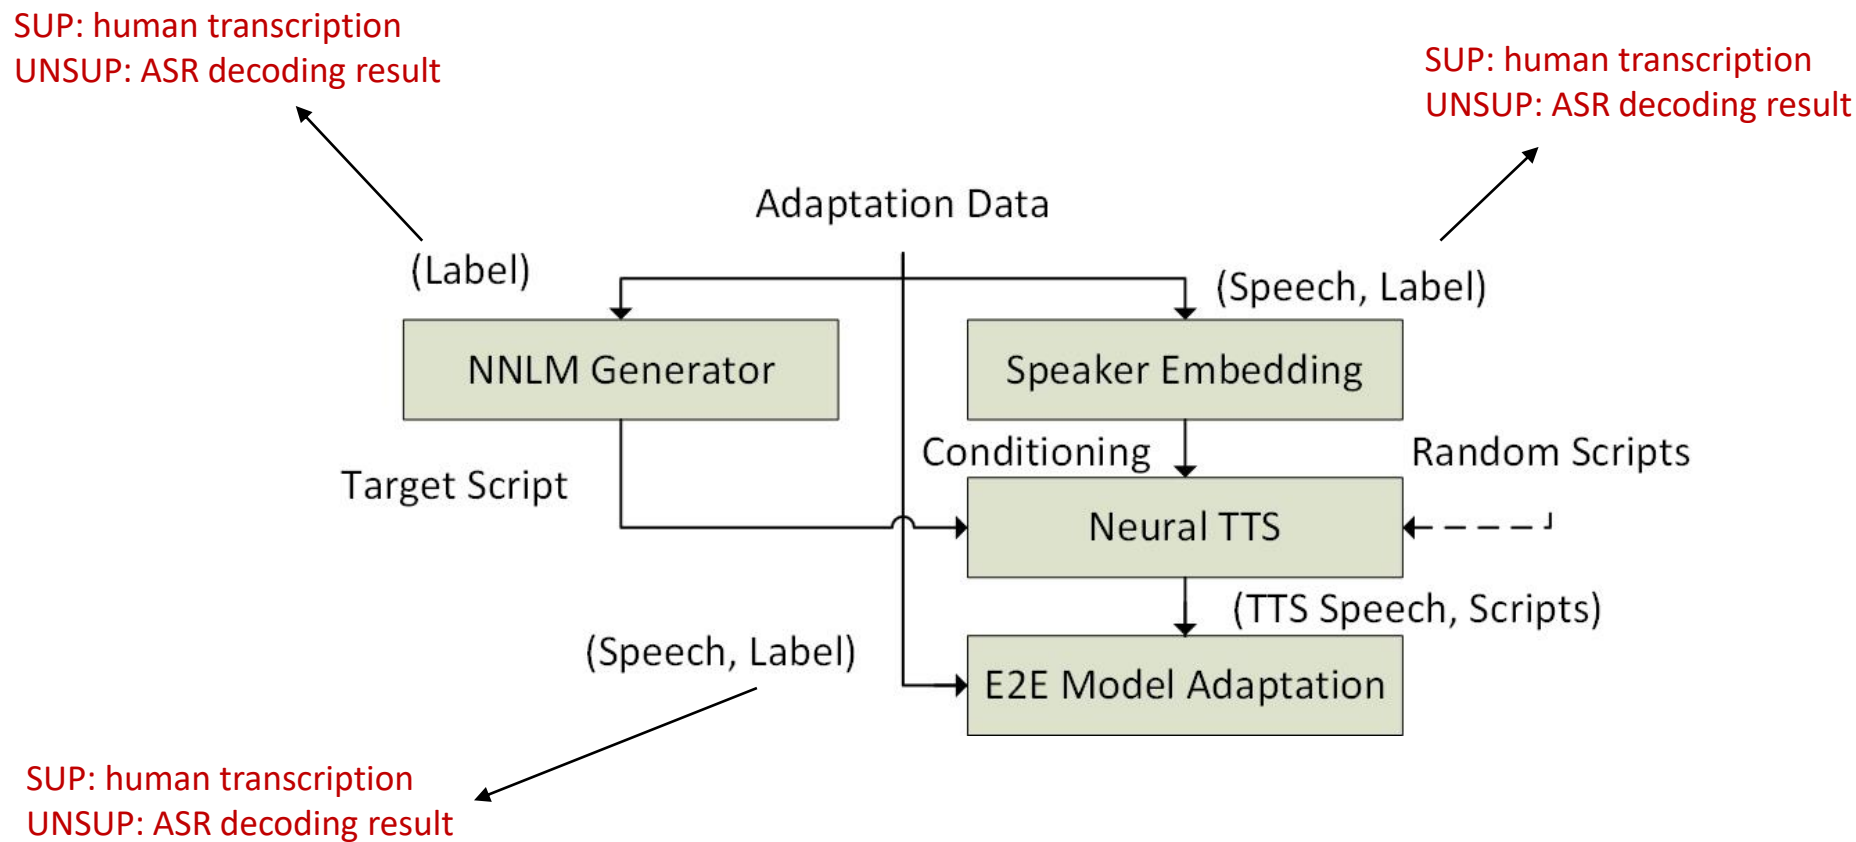 SUP: human transcription
UNSUP: ASR decoding result
SUP: human transcription
UNSUP: ASR decoding result
Adaptation Data
(Label)
(Speech, Label)
NNLM Generator
Speaker Embedding
Conditioning
Random Scripts
Target Script
Neural TTS
(TTS Speech, Scripts)
(Speech, Label)
E2E Model Adaptation
SUP: human transcription
UNSUP: ASR decoding result